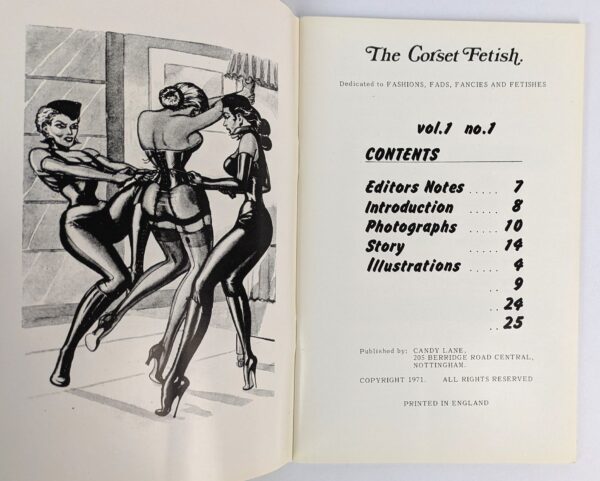 The Corset Fetish.
Dedicated to FASHIONS, FADS, FANCIES AND FETISHES
vol.1 no.1
CONTENTS
Editors Notes ..... 7
Introduction ..... 8
Photographs ..... 10
Story ..... 14
Illustrations ..... 4
.. 9
.. 24
.. 25
Published by: CANDY LANE,
205 BERRIDGE ROAD CENTRAL,
NOTTINGHAM.
COPYRIGHT 1971. ALL RIGHTS RESERVED
PRINTED IN ENGLAND